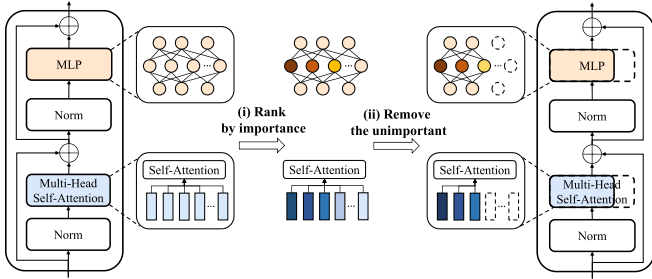 MLP
Norm
Multi-Head
Self-Attention
Norm
...
Self-Attention
...
(i) Rank
by importance
...
Self-Attention
...
(ii) Remove
the unimportant
...
Self-Attention
...
MLP
Norm
Multi-Head
Self-Attention
Norm